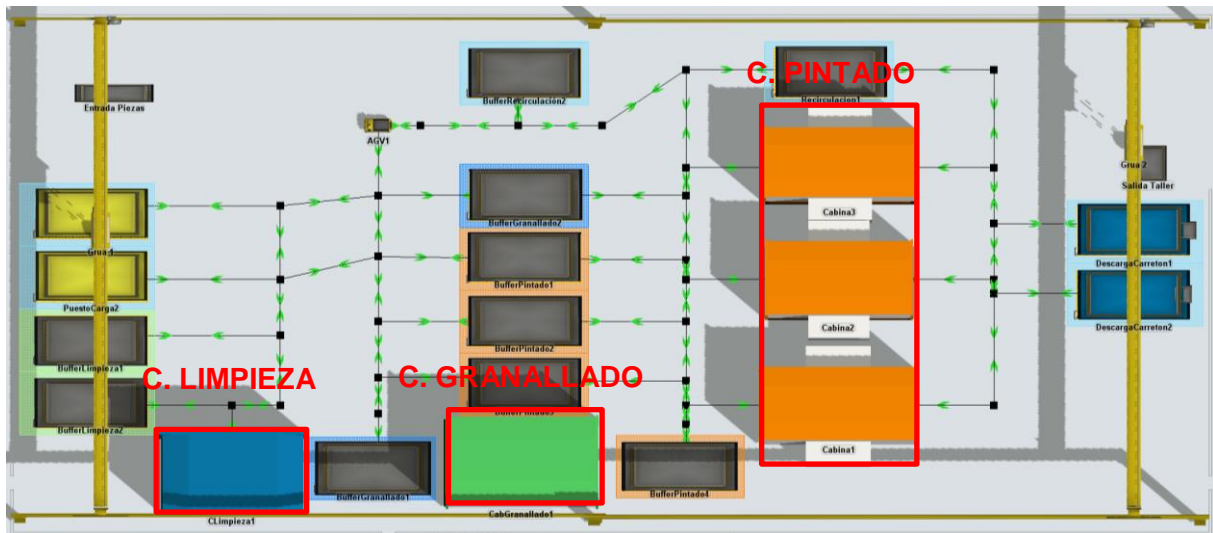 C. PINTADO
BufferRecirculación2
Recirculacion1
Entrada Piezas
AGV1
Grua 2
Salida Taller
Cabina3
BufferGranallado2
Grua 1
DescargaCarreton1
BufferPintado1
PuestoCarga2
Cabina2
DescargaCarreton2
BufferPintado2
BufferLimpieza1
C. LIMPIEZA
C. GRANALLADO
BufferPintado3
BufferLimpieza2
Cabina1
BufferGranallado1
BufferPintado4
CLimpieza1
CabGranallado1